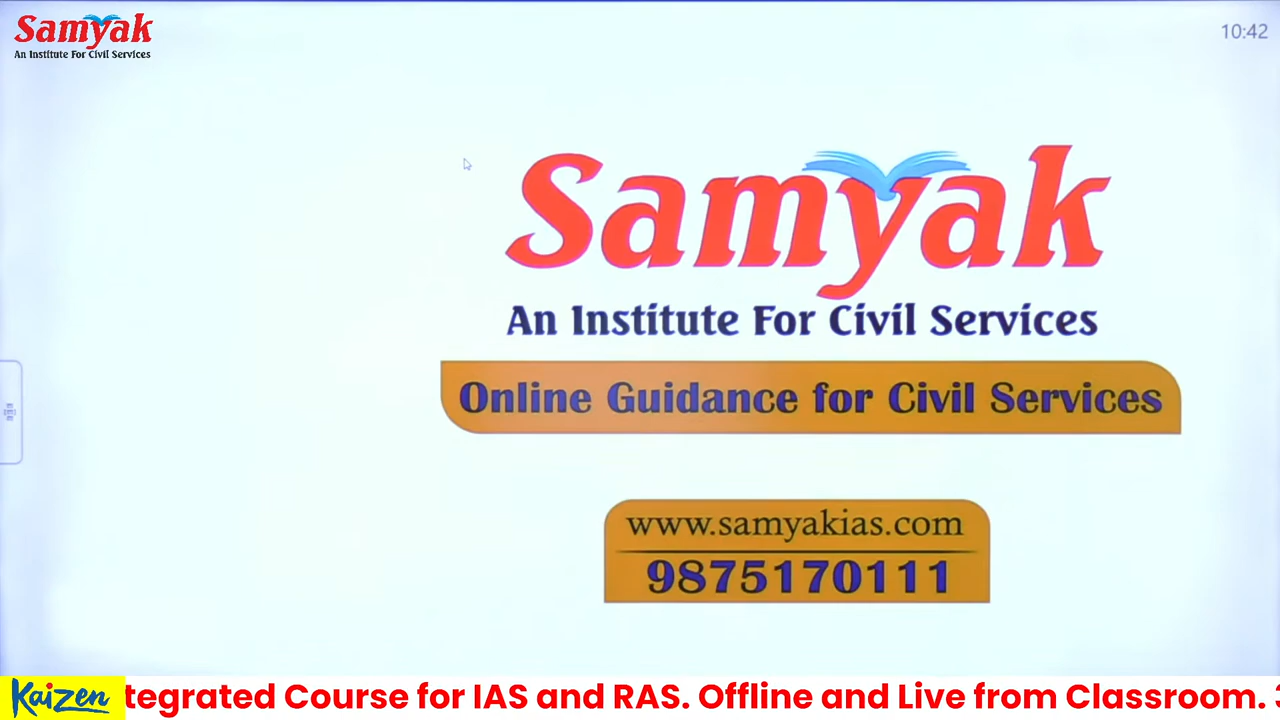 Samyak
An Institute For Civil Services
10:42
Samyak
An Institute For Civil Services
Online Guidance for Civil Services
www.samyakias.com
9875170111
Kaizen
tegrated Course for IAS and RAS. Offline and Live from Classroom.